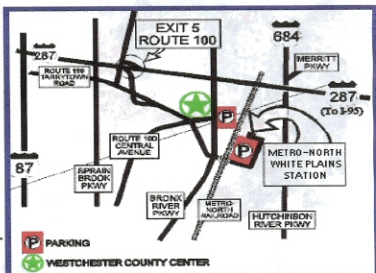 EXIT 5
ROUTE 100
684
287
ROUTE 119
TARRYTOWN
ROAD
MERRITT
PKWY
287
(To I-95)
P
ROUTE 100
CENTRAL
AVENUE
METRO-NORTH
WHITE PLAINS
STATION
P
87
SPRAIN
BROOK
PKWY
BRONX
RIVER
PKWY
METRO-
NORTH
RAILROAD
HUTCHINSON
RIVER PKWY
P PARKING
WESTCHESTER COUNTY CENTER